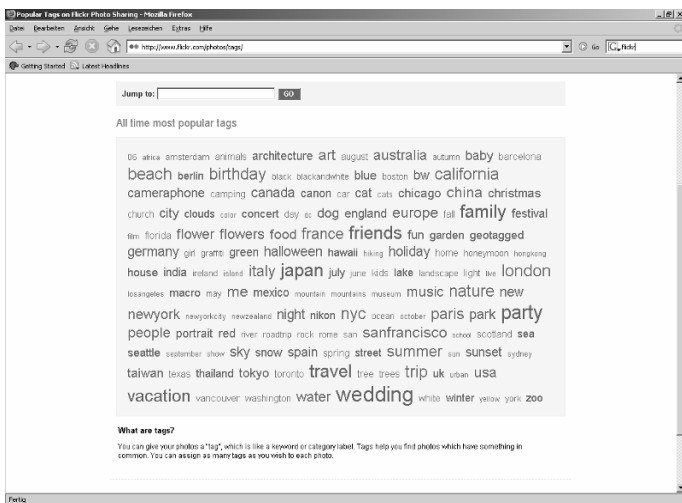 Popular Tags on Flickr Photo Sharing - Mozilla Firefox
Datei Bearbeiten Ansicht Gehe Lesezeichen Extras Hilfe
http://www.flickr.com/photos/tags/ Go flickr
Getting Started Latest Headlines
Jump to: GO
All time most popular tags
06 africa amsterdam animals architecture art august australia autumn baby barcelona
beach berlin birthday black blackandwhite blue boston bw california
cameraphone camping canada canon car cat cats chicago china christmas
church city clouds color concert day dc dog england europe fall family festival
film florida flower flowers food france friends fun garden geotagged
germany girl graffiti green halloween hawaii hiking holiday home honeymoon hongkong
house india ireland island italy japan july june kids lake landscape light live london
losangeles macro may me mexico mountain mountains museum music nature new
newyork newyorkcity newzealand night nikon nyc ocean october paris park party
people portrait red river roadtrip rock rome san sanfrancisco school scotland sea
seattle september show sky snow spain spring street summer sun sunset sydney
taiwan texas thailand tokyo toronto travel tree trees trip uk urban usa
vacation vancouver washington water wedding white winter yellow york zoo
What are tags?
You can give your photos a "tag", which is like a keyword or category label. Tags help you find photos which have something in
common. You can assign as many tags as you wish to each photo.
Fertig